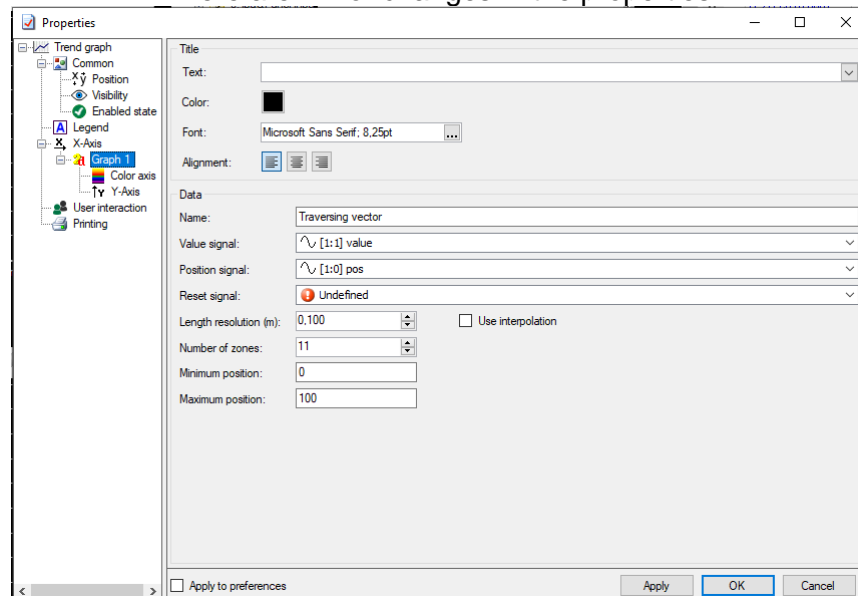 Properties
Trend graph
Common
Position
Visibility
Enabled state
Legend
X-Axis
Graph 1
Color axis
Y-Axis
User interaction
Printing
Title
Text:
Color:
Font: Microsoft Sans Serif; 8,25pt ...
Alignment:
Data
Name: Traversing vector
Value signal: [1:1] value
Position signal: [1:0] pos
Reset signal: Undefined
Length resolution (m): 0,100 Use interpolation
Number of zones: 11
Minimum position: 0
Maximum position: 100
Apply to preferences Apply OK Cancel